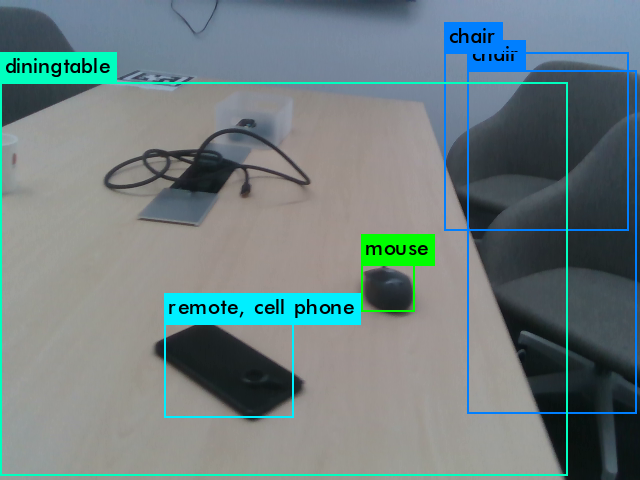 chair
chair
diningtable
mouse
remote, cell phone